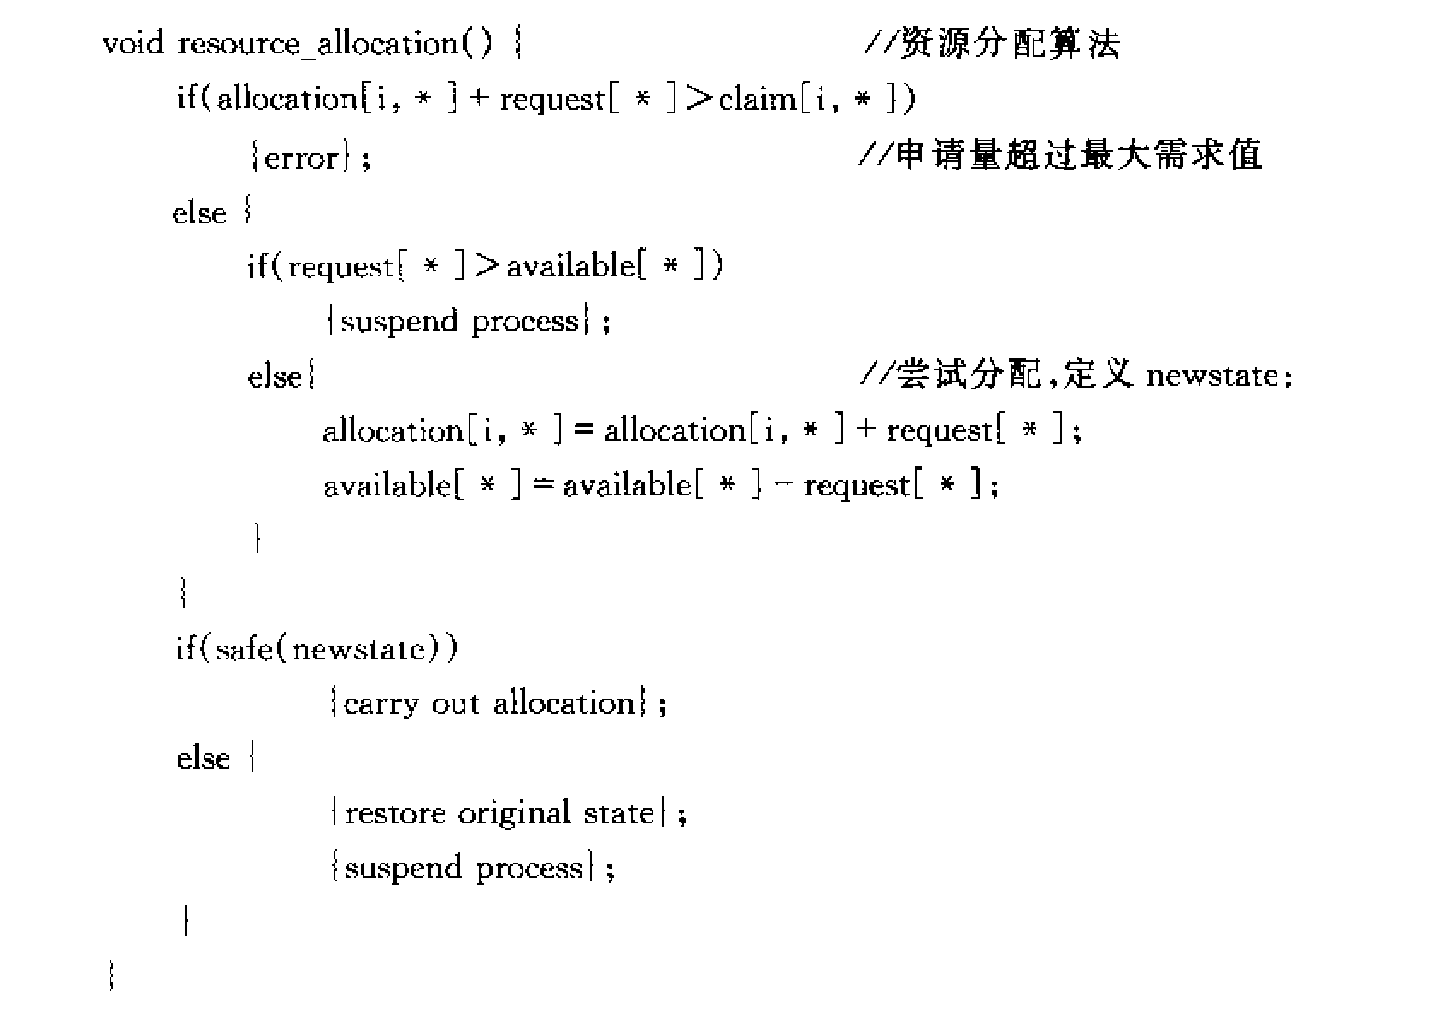 void resource_allocation() { //资源分配算法
if(allocation[i, * ] + request[ * ]>claim[i, * ])
{error}; //申请量超过最大需求值
else {
if(request[ * ]>available[ * ])
{suspend process};
else{ //尝试分配,定义 newstate;
allocation[i, * ] = allocation[i, * ] + request[ * ];
available[ * ] = available[ * ] - request[ * ];
}
}
if(safe(newstate))
{carry out allocation};
else {
{restore original state};
{suspend process};
}
}